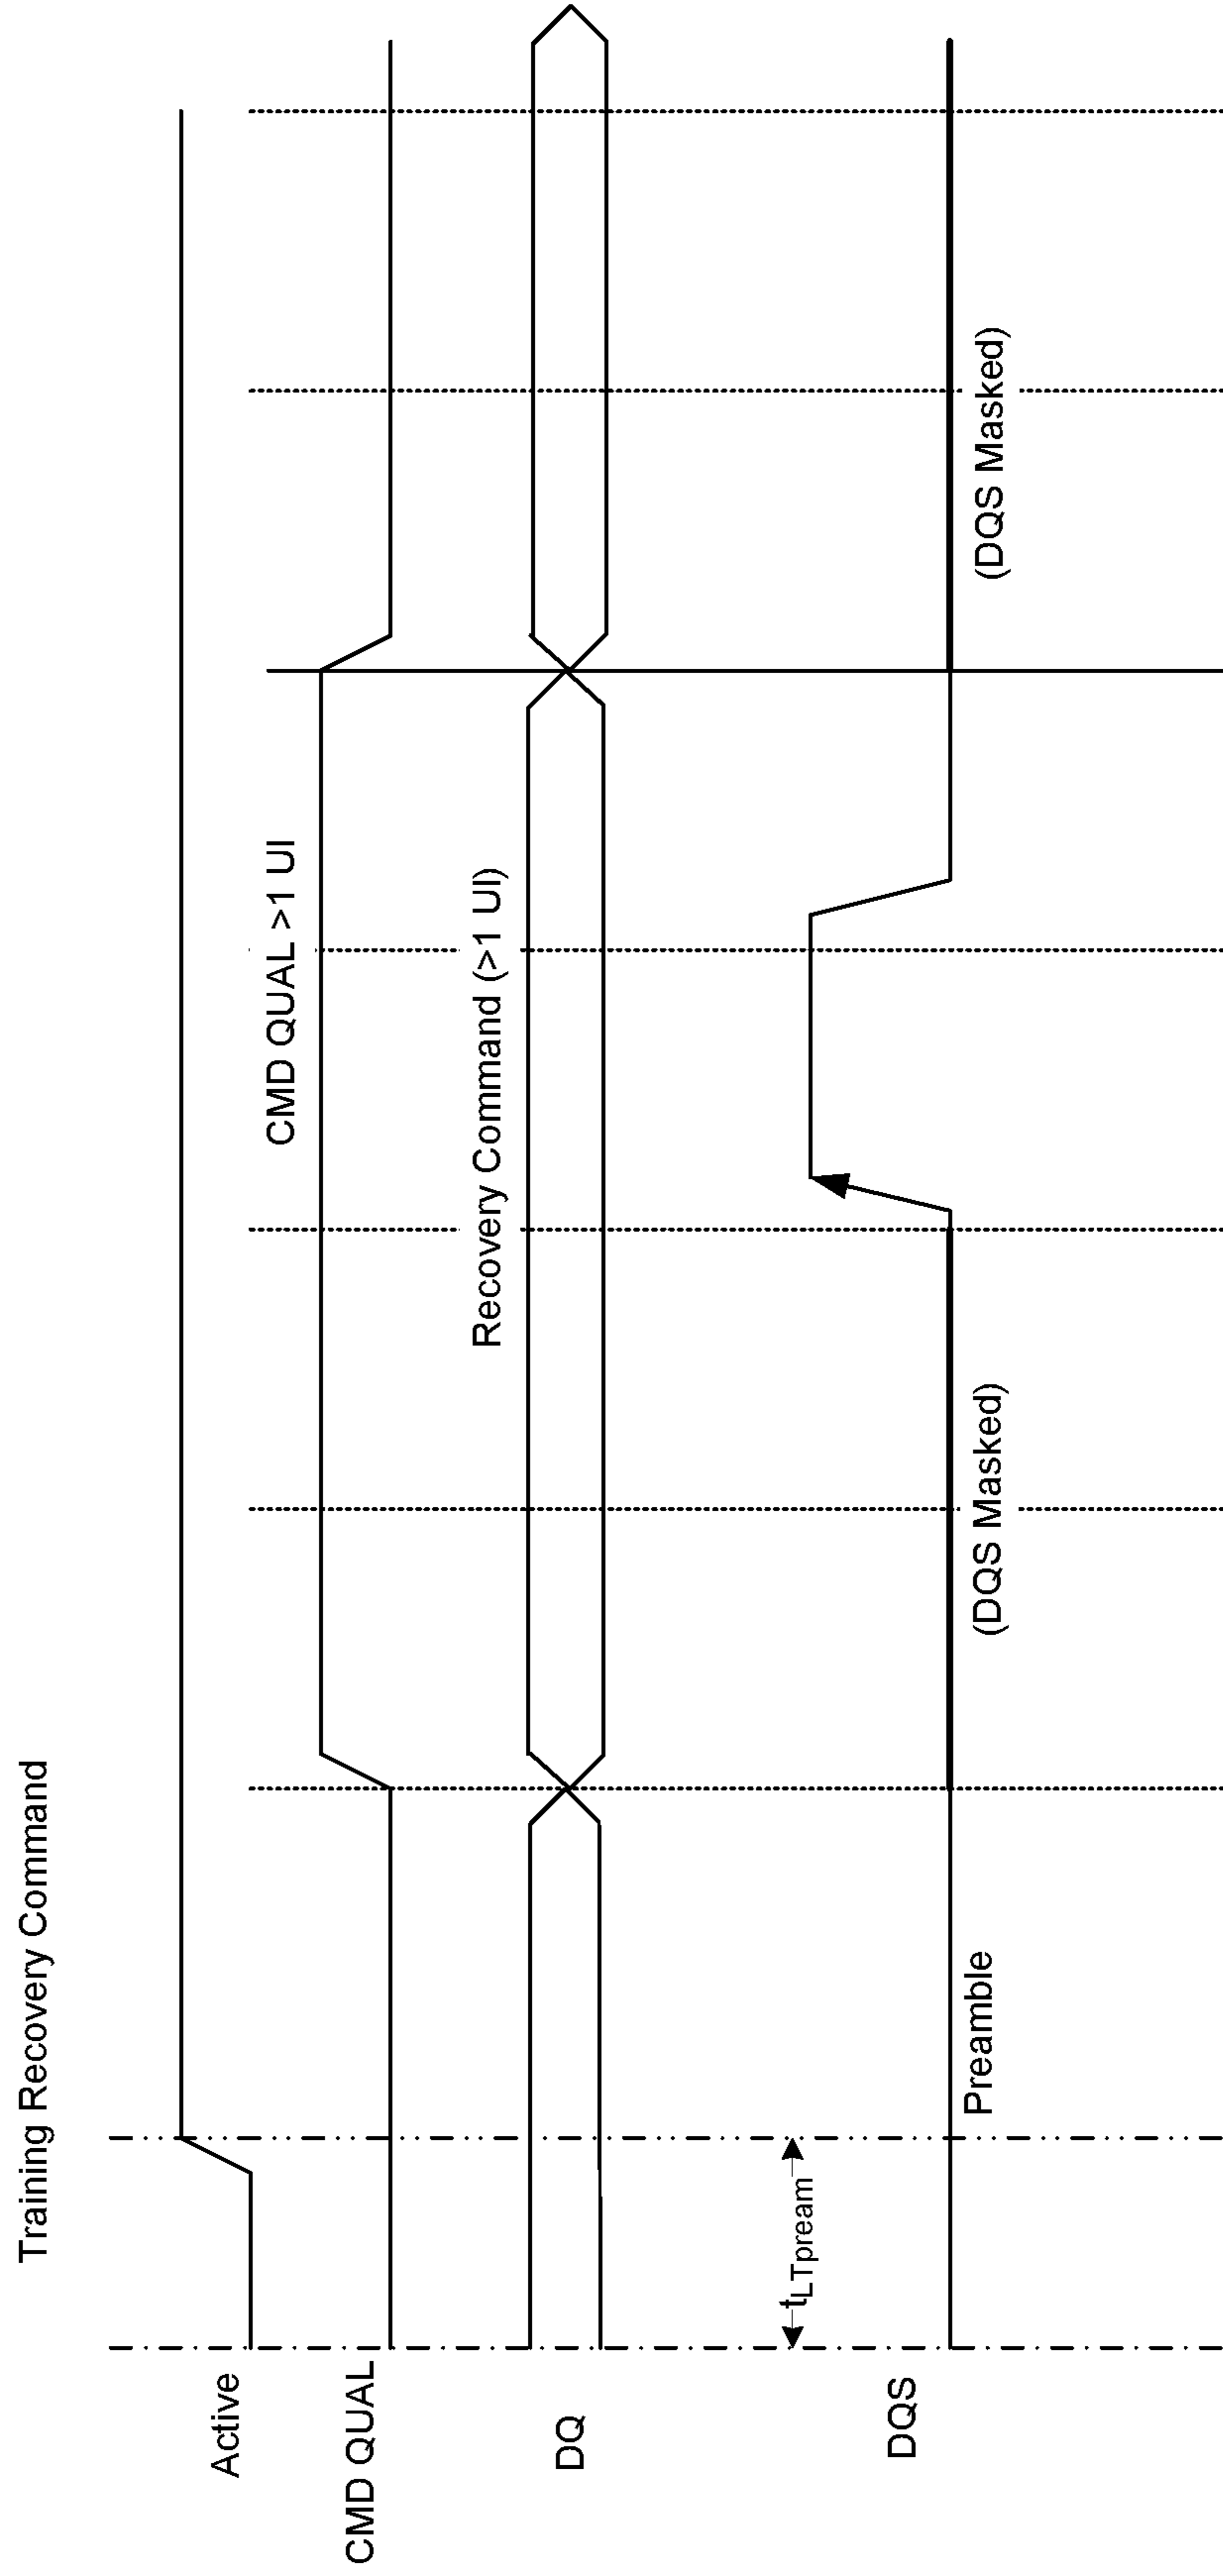 Training Recovery Command
Active
CMD QUAL
CMD QUAL >1 UI
DQ
Recovery Command (>1 UI)
tLTpream
DQS
Preamble
(DQS Masked)
(DQS Masked)